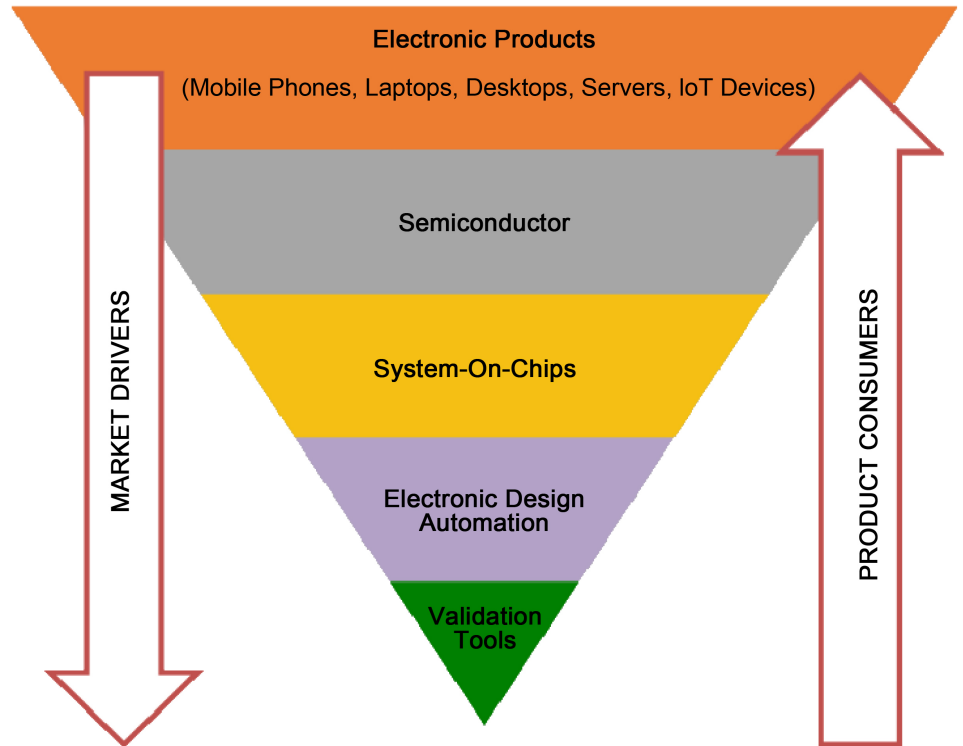 Electronic Products
(Mobile Phones, Laptops, Desktops, Servers, IoT Devices)
Semiconductor
System-On-Chips
Electronic Design
Automation
Validation
Tools
MARKET DRIVERS
PRODUCT CONSUMERS